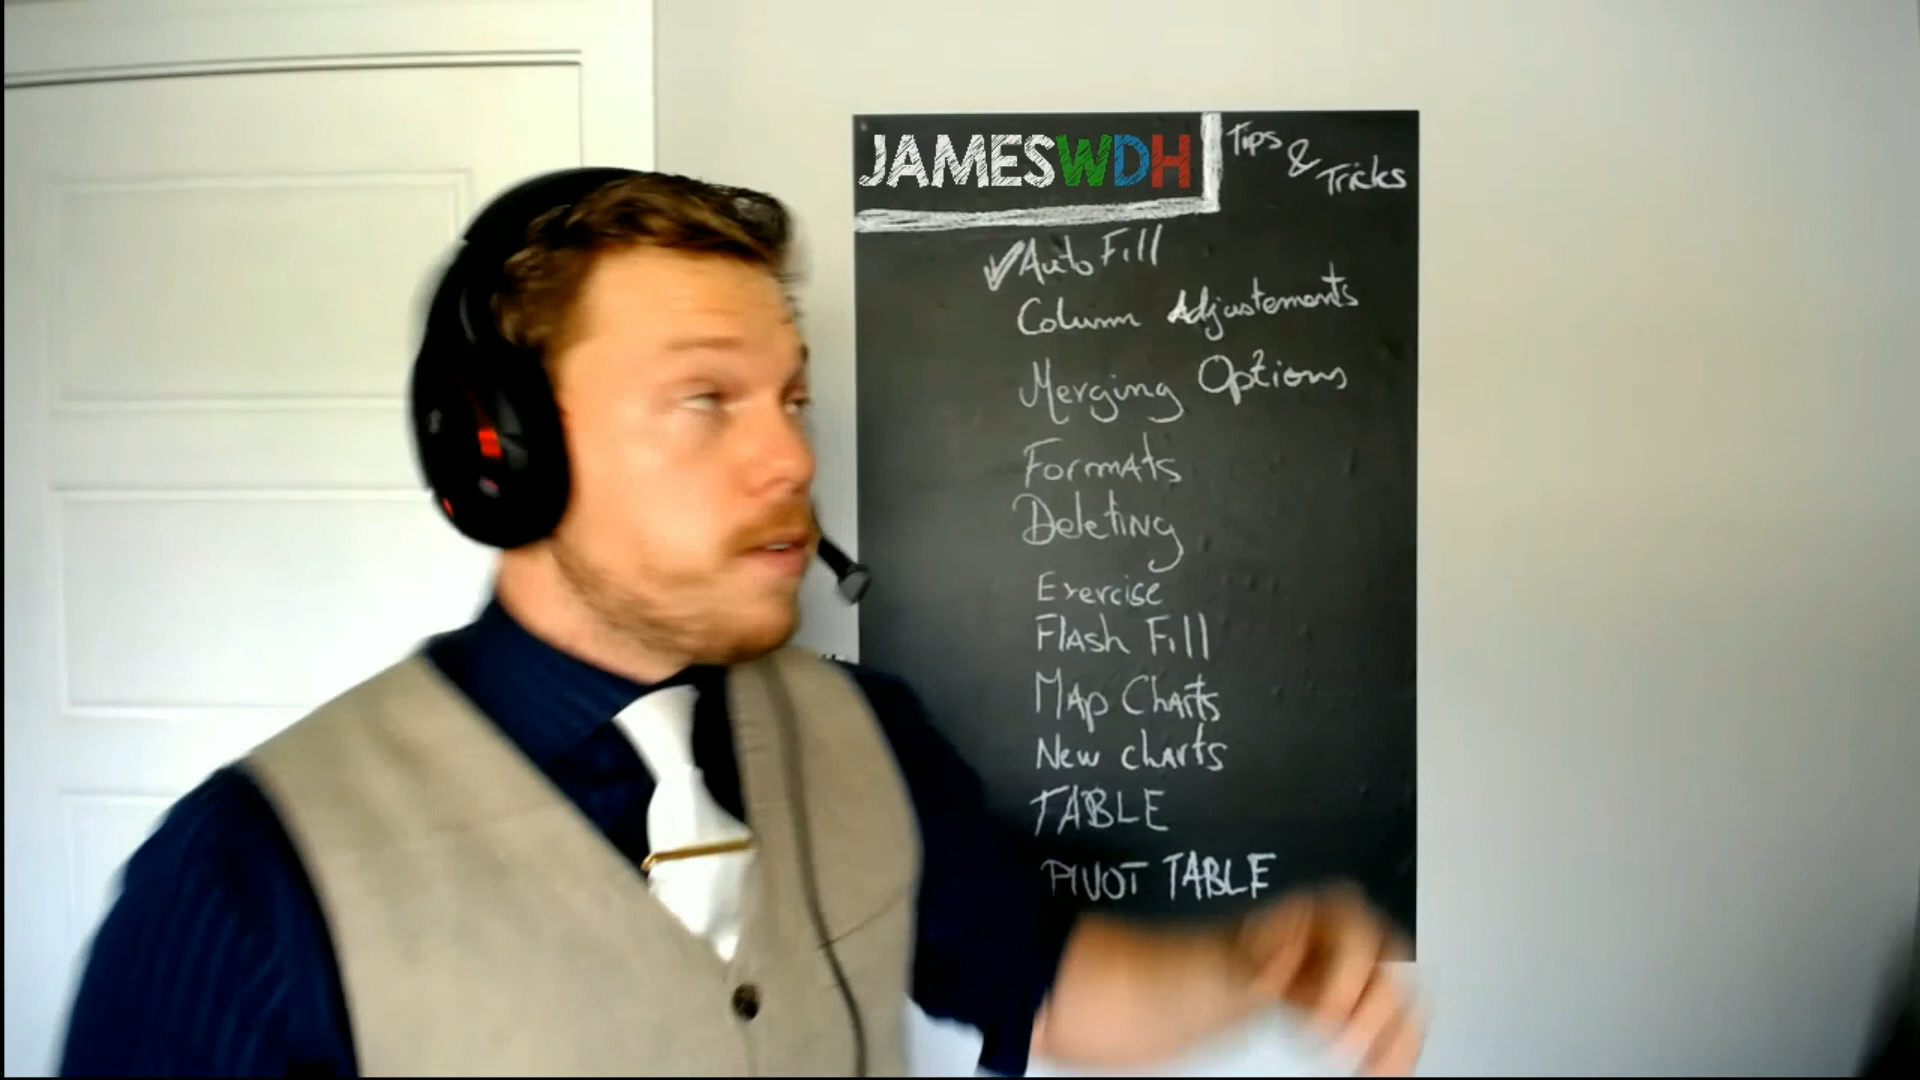 JAMESWDH
Tips & Tricks
✓ Auto Fill
Column Adjustements
Merging Options
Formats
Deleting
Exercise
Flash Fill
Map Charts
New charts
TABLE
PIVOT TABLE